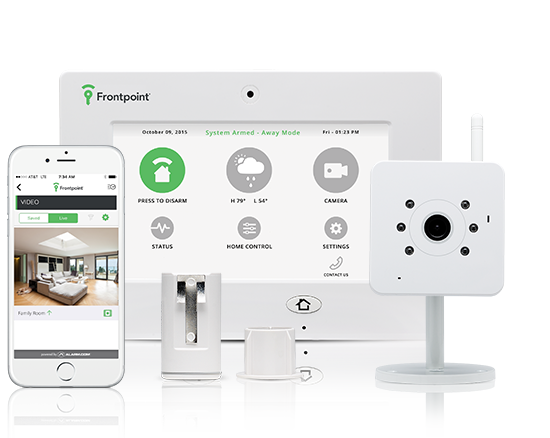 Frontpoint
October 09, 2015 System Armed - Away Mode Fri - 01:23 PM
PRESS TO DISARM H 79° L 54° CAMERA
STATUS HOME CONTROL SETTINGS
CONTACT US
AT&T LTE 7:34 AM
Frontpoint
VIDEO
Saved Live
Family Room
powered by ALARM.COM